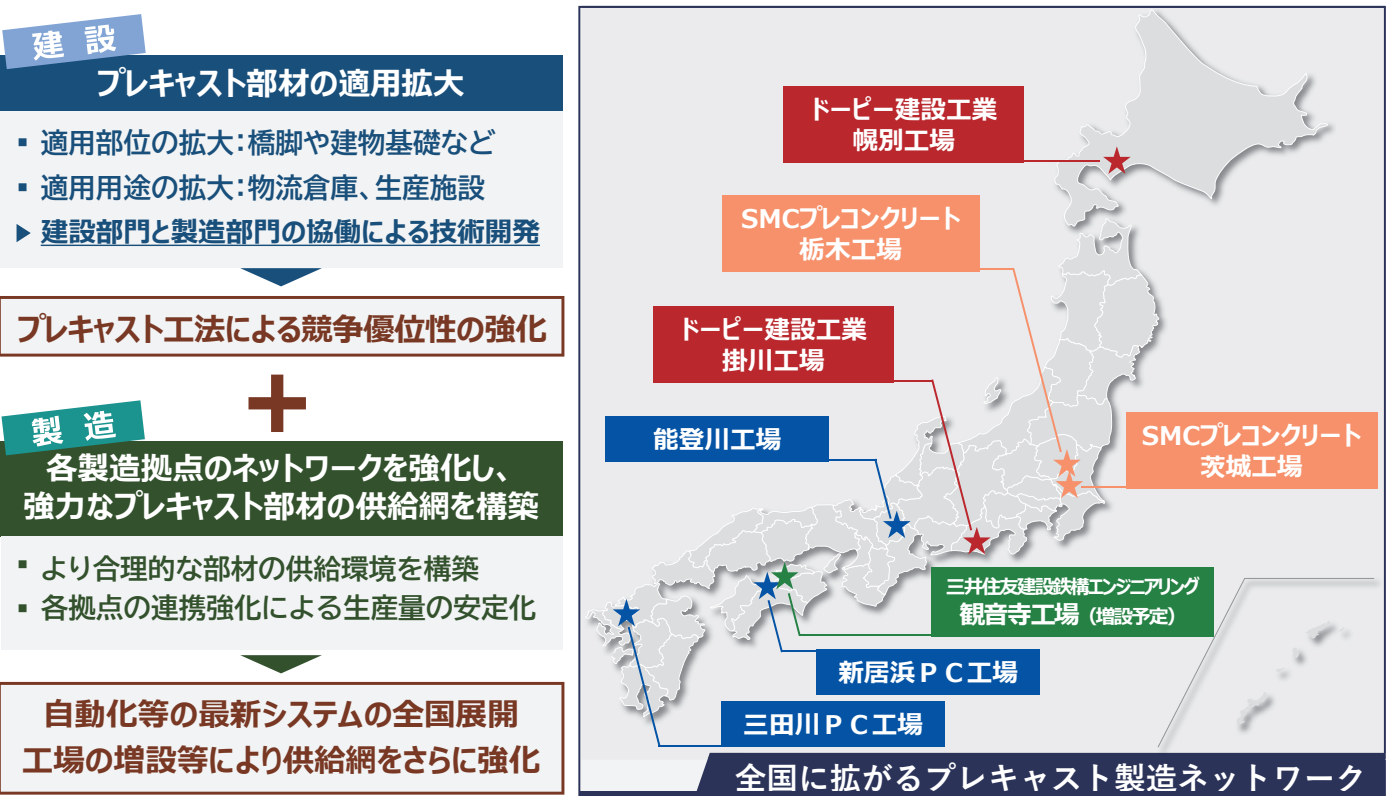 建 設
プレキャスト部材の適用拡大
▪ 適用部位の拡大：橋脚や建物基礎など
▪ 適用用途の拡大：物流倉庫、生産施設
▶ 建設部門と製造部門の協働による技術開発
プレキャスト工法による競争優位性の強化
+
製 造
各製造拠点のネットワークを強化し、
強力なプレキャスト部材の供給網を構築
▪ より合理的な部材の供給環境を構築
▪ 各拠点の連携強化による生産量の安定化
自動化等の最新システムの全国展開
工場の増設等により供給網をさらに強化
ドーピー建設工業
幌別工場
SMCプレコンクリート
栃木工場
ドーピー建設工業
掛川工場
能登川工場
SMCプレコンクリート
茨城工場
三井住友建設鉄構エンジニアリング
観音寺工場（増設予定）
新居浜ＰＣ工場
三田川ＰＣ工場
全国に拡がるプレキャスト製造ネットワーク